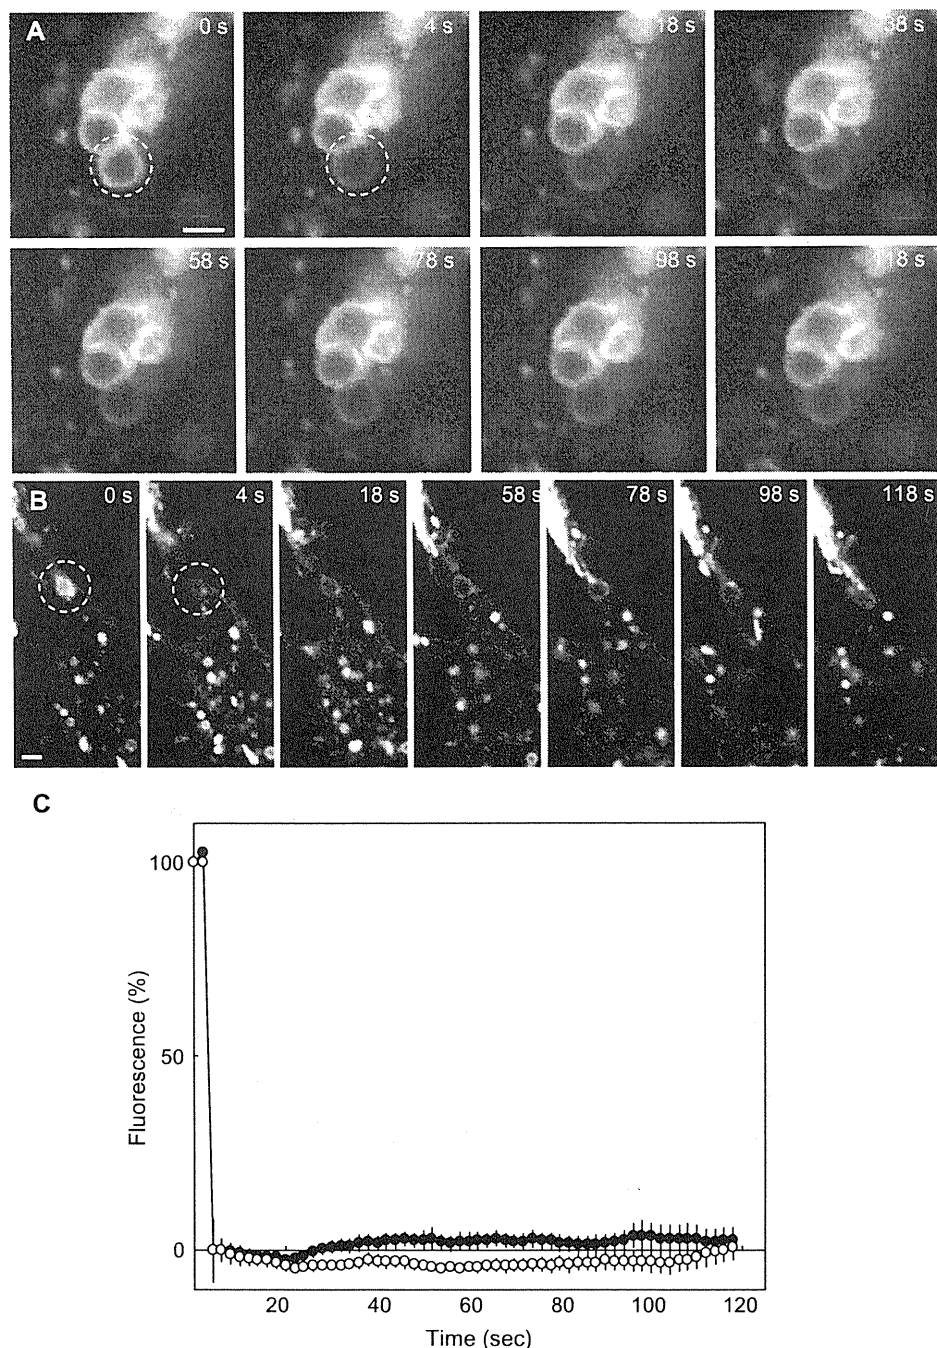 A 0 s 4 s 18 s 38 s
58 s 78 s 98 s 118 s
B 0 s 4 s 18 s 58 s 78 s 98 s 118 s
C
100
50
0
Fluorescence (%)
20 40 60 80 100 120
Time (sec)